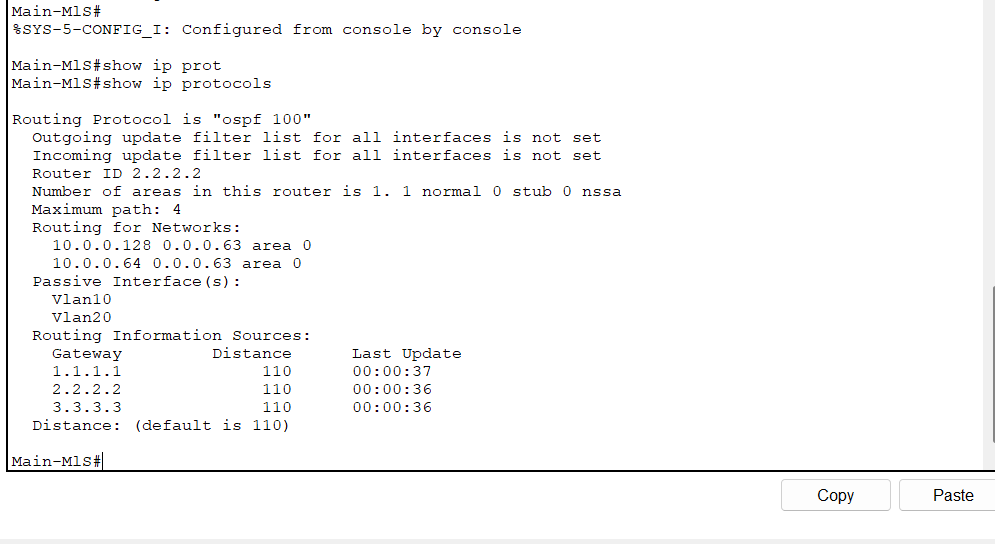 Main-MlS#
%SYS-5-CONFIG_I: Configured from console by console
Main-MlS#show ip prot
Main-MlS#show ip protocols
Routing Protocol is "ospf 100"
Outgoing update filter list for all interfaces is not set
Incoming update filter list for all interfaces is not set
Router ID 2.2.2.2
Number of areas in this router is 1. 1 normal 0 stub 0 nssa
Maximum path: 4
Routing for Networks:
10.0.0.128 0.0.0.63 area 0
10.0.0.64 0.0.0.63 area 0
Passive Interface(s):
Vlan10
Vlan20
Routing Information Sources:
Gateway Distance Last Update
1.1.1.1 110 00:00:37
2.2.2.2 110 00:00:36
3.3.3.3 110 00:00:36
Distance: (default is 110)
Main-MlS#
Copy Paste